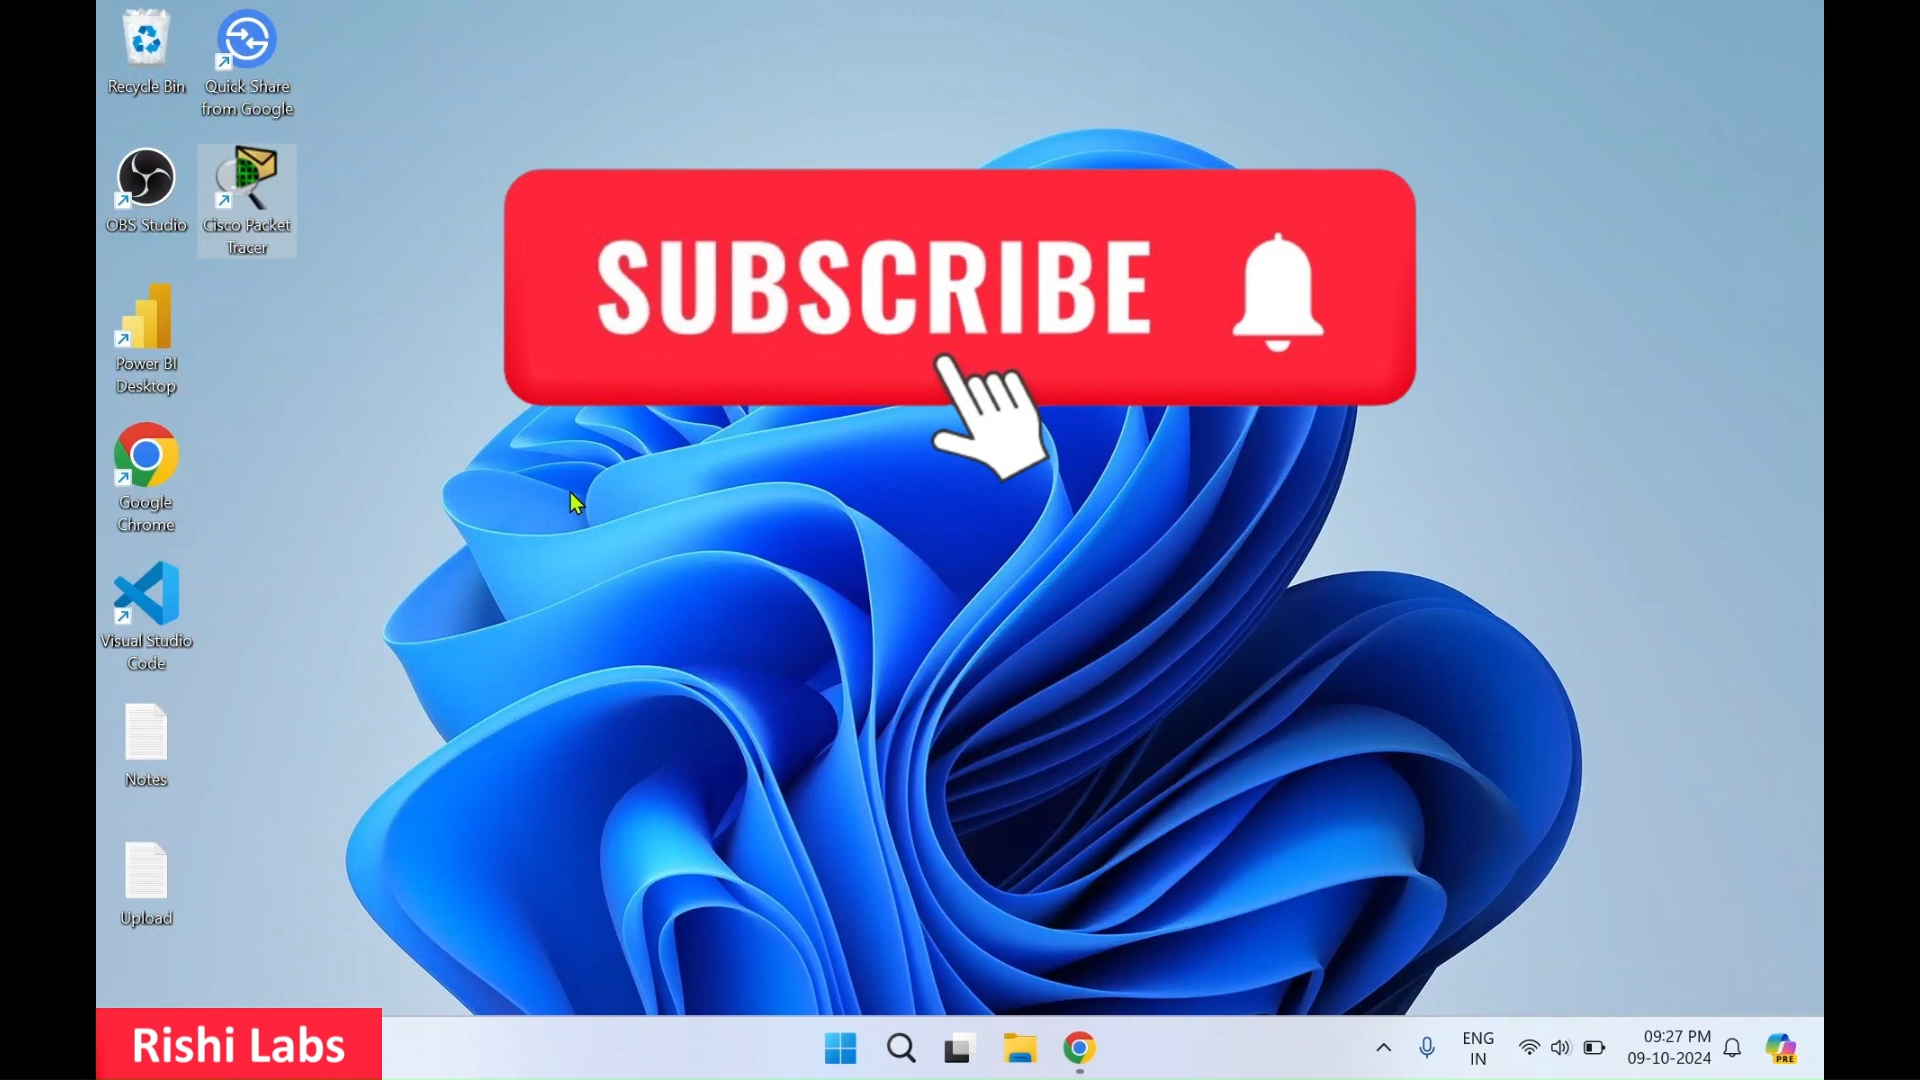 Recycle Bin
Quick Share
from Google
OBS Studio
Cisco Packet
Tracer
SUBSCRIBE
Power BI
Desktop
Google
Chrome
Visual Studio
Code
Notes
Upload
Rishi Labs
ENG
IN
09:27 PM
09-10-2024
PRE